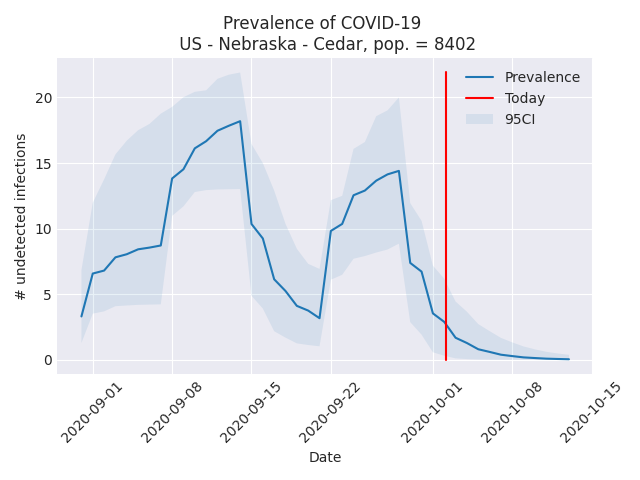 Prevalence of COVID-19
US - Nebraska - Cedar, pop. = 8402
Prevalence
Today
95CI
20
15
10
5
0
# undetected infections
2020-09-01
2020-09-08
2020-09-15
2020-09-22
2020-10-01
2020-10-08
2020-10-15
Date